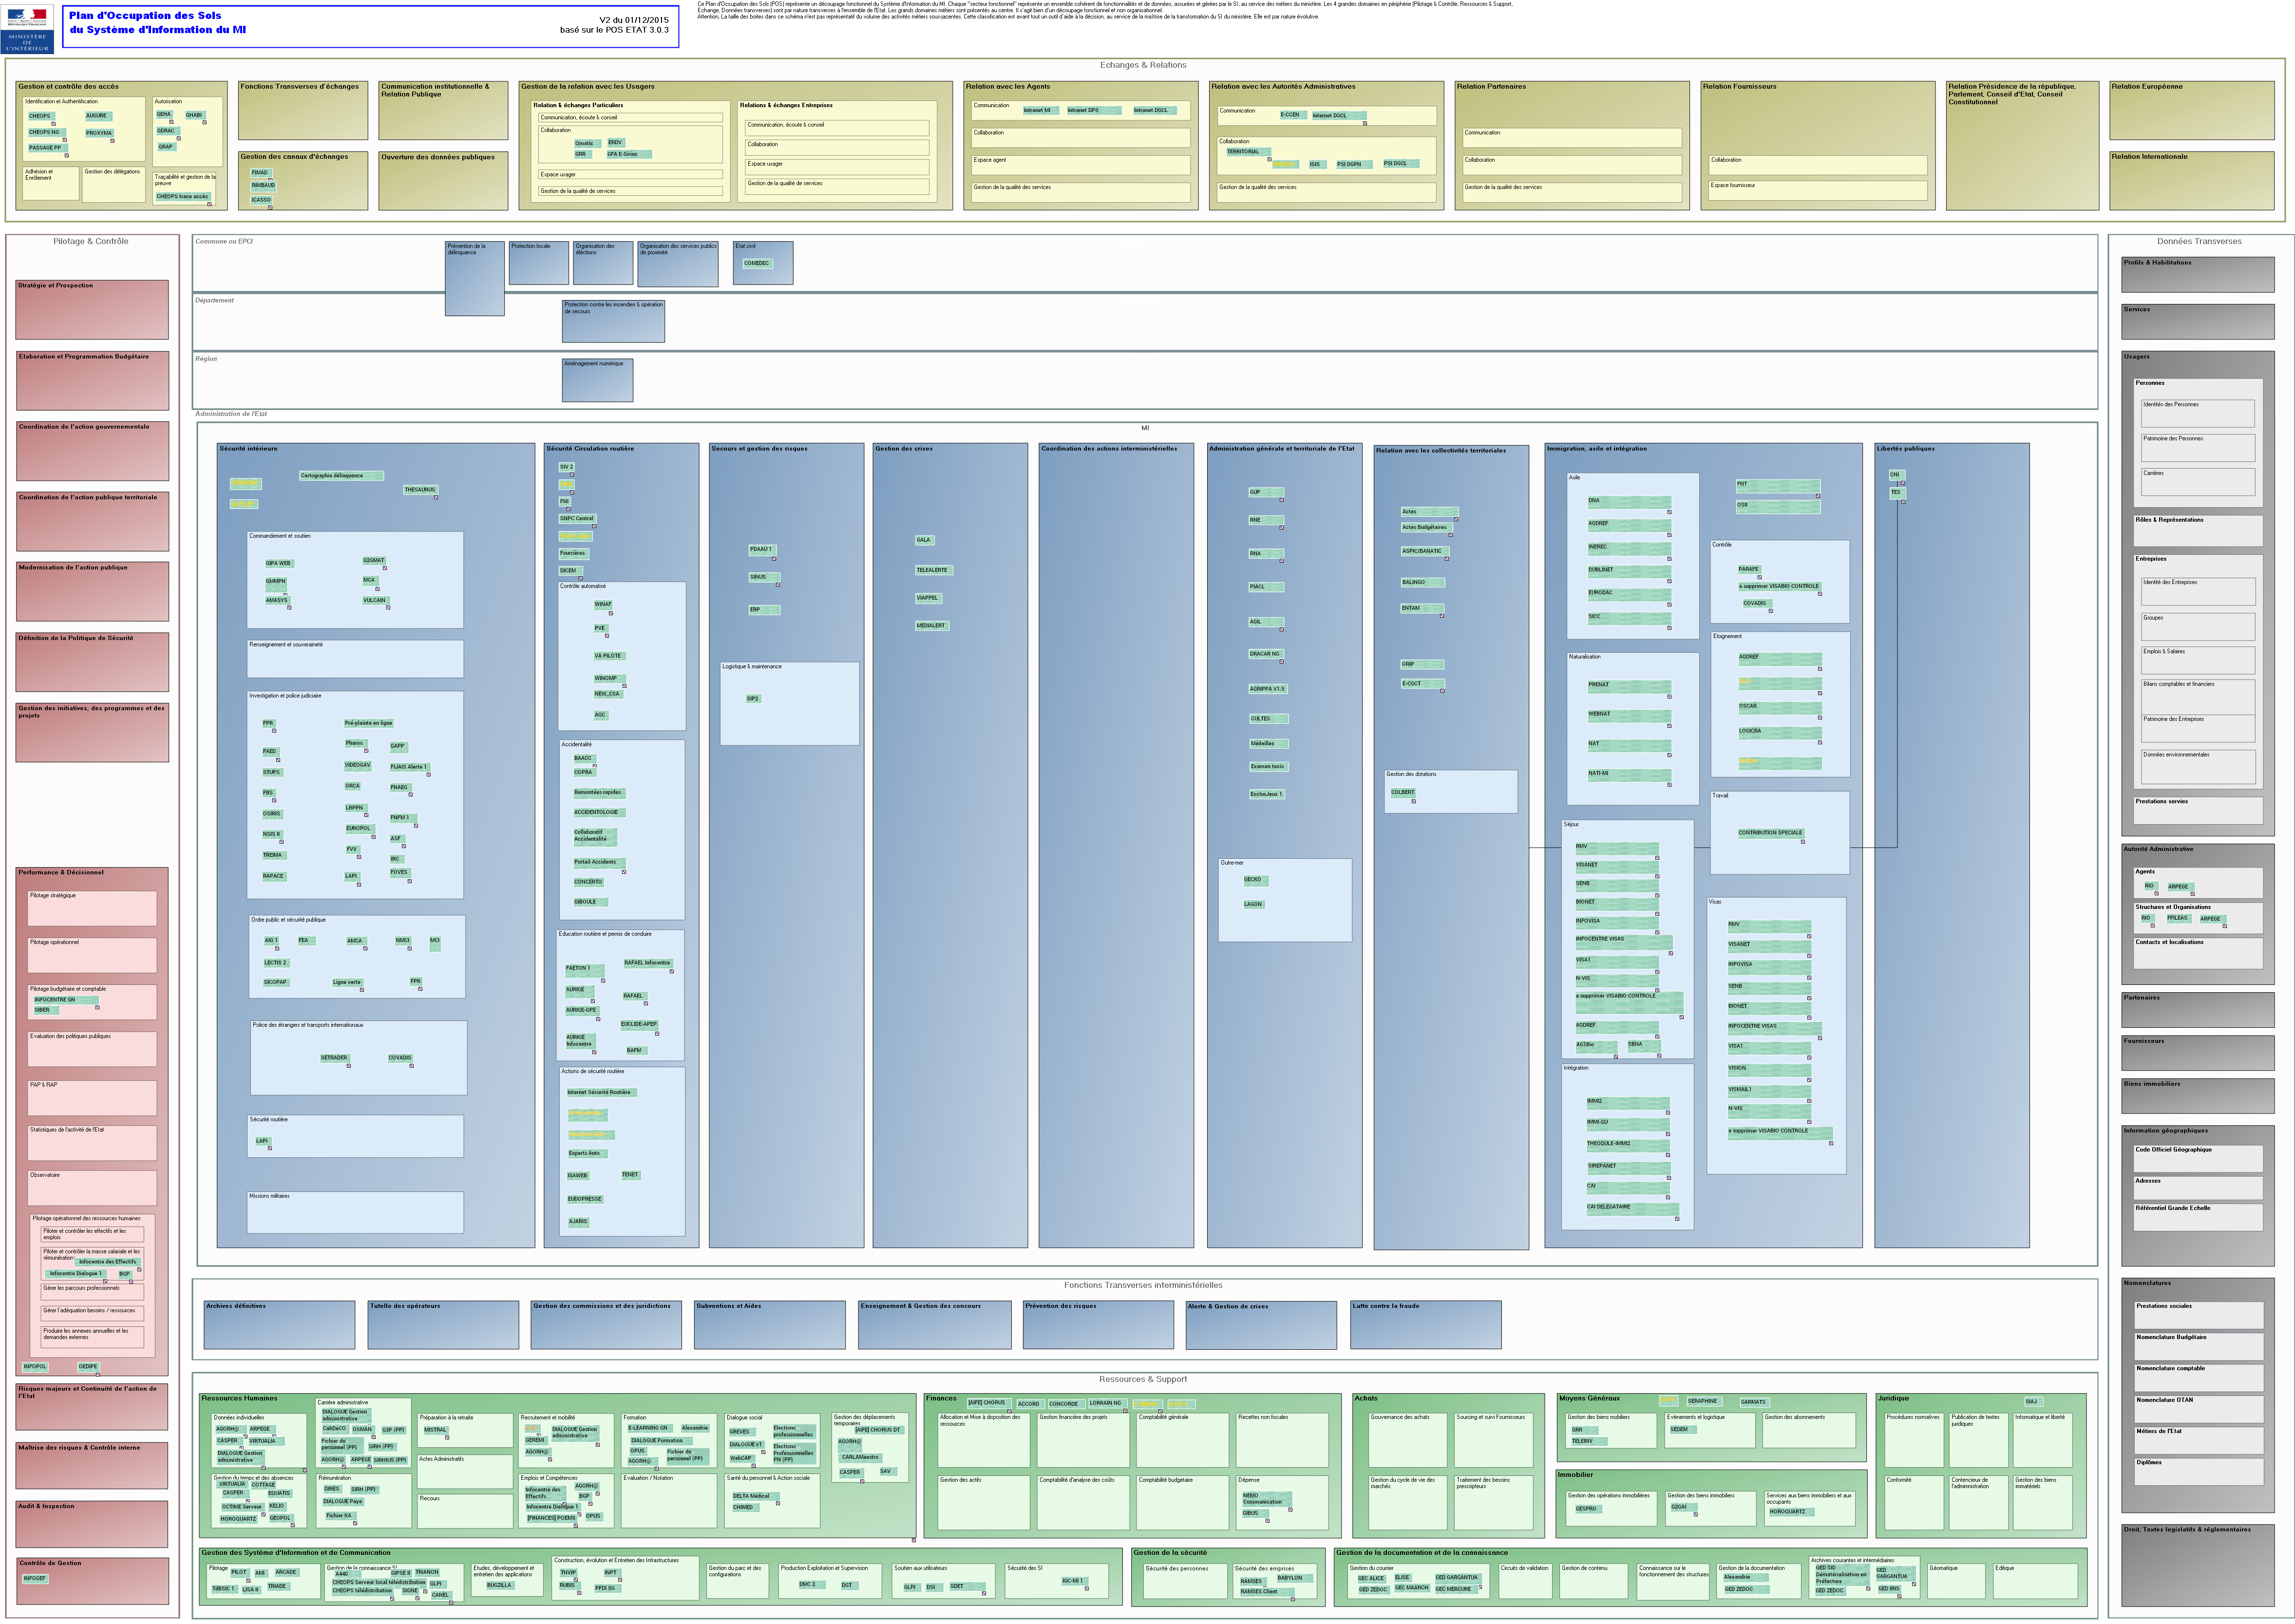 Plan d'Occupation des Sols
du Système d'Information du MI
V2 du 01/12/2015
basé sur le POS ETAT 3.0.3
MINISTÈRE
DE
L'INTÉRIEUR
Ce Plan d'Occupation des Sols (POS) représente un découpage fonctionnel du Système d'Information du MI. Chaque "secteur fonctionnel" représente un ensemble cohérent de fonctionnalités et de données, assurées et gérées par le SI, au service des métiers du ministère. Les 4 grandes domaines en périphérie (Pilotage & Contrôle, Ressources & Support,
Echange, Données transverses) sont par nature transverses à l'ensemble de l'Etat. Les grands domaines métiers sont présentés au centre. Il s'agit bien d'un découpage fonctionnel et non organisationnel.
Attention, La taille des boites dans ce schéma n'est pas représentatif du volume des activités métiers sous-jacentes. Cette classification est avant tout un outil d'aide à la décision, au service de la maîtrise de la transformation du SI du ministère. Elle est par nature évolutive.
Echanges & Relations
Gestion et contrôle des accès
Identification et Authentification
CHEOPS
AUGURE
CHEOPS NG
PROXYMA
PASSAGE PP
Autorisation
GEHA
GHABI
GDRAC
GRAP
Adhésion et
Enrôlement
Gestion des délégations
Traçabilité et gestion de la
preuve
CHEOPS trace accès
Fonctions Transverses d'échanges
Gestion des canaux d'échanges
FIMAD
RIMBAUD
ICASSO
Communication institutionnelle &
Relation Publique
Ouverture des données publiques
Gestion de la relation avec les Usagers
Relation & échanges Particuliers
Communication, écoute & conseil
Collaboration
Qmatic
ERDV
GRR
GFA E-Sirius
Espace usager
Gestion de la qualité de services
Relations & échanges Entreprises
Communication, écoute & conseil
Collaboration
Espace usager
Gestion de la qualité de services
Relation avec les Agents
Communication
Intranet MI
Intranet DPS
Intranet DGCL
Collaboration
Espace agent
Gestion de la qualité des services
Relation avec les Autorités Administratives
Communication
E-CCEN
Internet DGCL
Collaboration
TERRITORIAL
ISIS
PSI DGPN
PSI DGCL
Gestion de la qualité des services
Relation Partenaires
Communication
Collaboration
Gestion de la qualité des services
Relation Fournisseurs
Collaboration
Espace fournisseur
Relation Présidence de la république,
Parlement, Conseil d'Etat, Conseil
Constitutionnel
Relation Européenne
Relation Internationale
Pilotage & Contrôle
Stratégie et Prospection
Elaboration et Programmation Budgétaire
Coordination de l'action gouvernementale
Coordination de l'action publique territoriale
Modernisation de l'action publique
Définition de la Politique de Sécurité
Gestion des initiatives, des programmes et des
projets
Performance & Décisionnel
Pilotage stratégique
Pilotage opérationnel
Pilotage budgétaire et comptable
INFOCENTRE GN
SIBER
Evaluation des politiques publiques
PAP & RAP
Statistiques de l'activité de l'Etat
Observatoire
Pilotage opérationnel des ressources humaines
Piloter et contrôler les effectifs et les
emplois
Piloter et contrôler la masse salariale et les
rémunération
Infocentre des Effectifs
Infocentre Dialogue 1
BGP
Gérer les parcours professionnels
Gérer l'adéquation besoins / ressources
Produire les annexes annuelles et les
demandes externes
INFOPOL
OEDIPE
Risques majeurs et Continuité de l'action de
l'Etat
Maîtrise des risques & Contrôle interne
Audit & Inspection
Contrôle de Gestion
INFOGEF
Commune ou EPCI
Prévention de la
délinquance
Protection locale
Organisation des
éléctions
Organisation des services publics
de proximité
Etat civil
COMEDEC
Département
Protection contre les incendies & opération
de secours
Région
Aménagement numérique
Administration de l'Etat
MI
Sécurité intérieure
Cartographie délinquance
THESAURUS
Commandement et soutien
GIPA WEB
G2GMAT
GMMPN
MCA
AMASYS
VULCAIN
Renseignement et souveraineté
Investigation et police judiciaire
FPR
Pré-plainte en ligne
FAED
Pharos
GAPP
STUPS
VIDEOGAV
FIJAIS Alerte 1
FBS
ORCA
FNAEG
OSIRIS
LRPPN
FNFM 1
NSIS II
EUROPOL
ASF
TREIMA
FVV
IRC
RAPACE
LAPI
FOVES
Ordre public et sécurité publique
AIG 1
FEA
AMCA
NMCI
MCI
LECTIS 2
SICOPAP
Ligne verte
FPR
Police des étrangers et transports internationaux
SETRADER
COVADIS
Sécurité routière
LAPI
Missions militaires
Sécurité Circulation routière
SIV 2
FNI
SNPC Central
Fourrières
DICEM
Contrôle automatisé
WINAF
PVE
VA PILOTE
WINOMP
NEW_CSA
AGC
Accidentalité
BAACC
COPRA
Remontées rapides
ACCIDENTOLOGIE
Collaboratif
Accidentalité
Portail Accidents
CONCERTO
GIBOULE
Education routière et permis de conduire
FAETON 1
RAFAEL Infocentre
AURIGE
RAFAEL
AURIGE-GPE
EUCLIDE-APEP
AURIGE
Infocentre
BAFM
Actions de sécurité routière
Internet Sécurité Routière
Experts Auto
ISAWEB
TENET
EUDOPRESSE
AJARIS
Secours et gestion des risques
PDAAU 1
SINUS
ERP
Logistique & maintenance
SIP2
Gestion des crises
GALA
TELEALERTE
VIAPPEL
MEDIALERT
Coordination des actions interministérielles
Administration générale et territoriale de l'Etat
GUP
RNE
RNA
PIACL
AGIL
DRACAR NG
AGRIPPA V1.9
CULTES
Médailles
Examen taxis
ExclusJeux 1
Outre-mer
GECKO
LAGON
Relation avec les collectivités territoriales
Actes
Actes Budgétaires
ASPIC/BANATIC
BALINGO
ENTAM
ORIP
E-CGCT
Gestion des dotations
COLBERT
Immigration, asile et intégration
Asile
DNA
AGDREF
INEREC
DUBLINET
EURODAC
SICC
FNT
OSB
Contrôle
PARAFE
a supprimer VISABIO CONTROLE
COVADIS
Eloignement
AGDREF
OSCAR
LOGICRA
Naturalisation
PRENAT
WEBNAT
NAT
NATI-MI
Travail
CONTRIBUTION SPECIALE
Séjour
RMV
VISANET
SENB
BIONET
INFOVISA
INFOCENTRE VISAS
VISA1
N-VIS
a supprimer VISABIO CONTROLE
AGDREF
AGIBio
SBNA
Visas
RMV
VISANET
INFOVISA
SENB
BIONET
INFOCENTRE VISAS
VISA1
VISION
VISMAIL1
N-VIS
a supprimer VISABIO CONTROLE
Intégration
IMMI2
IMMI-GU
THEODULE-IMMI2
SIREPANET
CAI
CAI DELEGATAIRE
Libertés publiques
CNI
TES
Fonctions Transverses interministérielles
Archives définitives
Tutelle des opérateurs
Gestion des commissions et des juridictions
Subventions et Aides
Enseignement & Gestion des concours
Prévention des risques
Alerte & Gestion de crises
Lutte contre la fraude
Ressources & Support
Ressources Humaines
Données individuelles
AGORH@
ARPEGE
CASPER
VIRTUALIA
DIALOGUE Gestion
administrative
Carrière administrative
DIALOGUE Gestion
administrative
CabDeCO
OSMAN
G3P (PP)
Fichier du
personnel (PP)
SIRH (PP)
AGORH@
ARPEGE
SIRHIUS (PP)
Préparation à la retraite
MISTRAL
Actes Administratifs
Recours
Recrutement et mobilité
DIALOGUE Gestion
administrative
GEREMI
AGORH@
Formation
E-LEARNING GN
Alexandrie
DIALOGUE Formation
OPUS
Fichier du
personnel (PP)
AGORH@
Dialogue social
GREVES
Elections
professionnelles
DIALOGUE v1
Elections
Professionnelles
PN (PP)
WebCAP
Gestion des déplacements
temporaires
[AIFE] CHORUS DT
AGORH@
CARLAMaestro
CASPER
SAV
Gestion du temps et des absences
VIRTUALIA
COTTAGE
CASPER
EQUATIS
OCTIME Serveur
KELIO
HOROQUARTZ
GEOPOL
Rémunération
DIRES
SIRH (PP)
DIALOGUE Paye
Fichier KA
Emplois et Compétences
Infocentre des
Effectifs
AGORH@
BGP
Infocentre Dialogue 1
[FINANCES] POEMS
OPUS
Evaluation / Notation
Santé du personnel & Action sociale
DELTA Médical
CHIMED
Finances
[AIFE] CHORUS
ACCORD
CONCORDE
LORRAIN NG
Allocation et Mise à disposition des
ressources
Gestion financière des projets
Comptabilité générale
Recettes non fiscales
Gestion des actifs
Comptabilité d'analyse des coûts
Comptabilité budgetaire
Dépense
NEMO
Communication
GIBUS
Achats
Gouvernance des achats
Sourcing et suivi Fournisseurs
Gestion du cycle de vie des
marchés
Traitement des besoins
prescripteurs
Moyens Généraux
SERAPHINE
GARMATS
Gestion des biens mobiliers
GRR
TELEINV
Evènements et logistique
SEDEM
Gestion des abonnements
Immobilier
Gestion des opérations immobilières
GESPRO
Gestion des biens immobiliers
G2GAI
Services aux biens immobiliers et aux
occupants
HOROQUARTZ
Juridique
SIAJ
Procédures normatives
Publication de textes
juridiques
Informatique et liberté
Conformité
Contencieux de
l'adminnistration
Gestion des biens
immatériels
Gestion des Système d'Information et de Communication
Pilotage
PILOT
AMI
ARCADE
TdBSIC 1
LISA II
TRIADE
Gestion de la connaissance SI
A440
GIPSE II
TRIANON
CHEOPS Serveur local télédistribution
GLPI
CHEOPS télédistribution
SIGNE
CANEL
Etudes, développement et
entretien des applications
BUGZILLA
Construction, évolution et Entretien des Infrastructures
TNVIP
INPT
RUBIS
PFDI SG
Gestion du parc et des
configurations
Production Exploitation et Supervision
DMC 2
DGT
Soutien aux utilisateurs
GLPI
DSI
SDET
Sécurité des SI
IGC-MI 1
Gestion de la sécurité
Sécurité des personnes
Sécurité des emprises
RAMSES
BABYLON
RAMSES Client
Gestion de la documentation et de la connaissance
Gestion du courier
GEC ALICE
ELISE
GED GARGANTUA
GED ZEDOC
GEC MAARCH
GEC MERCURE
Circuits de validation
Gestion de contenu
Connaissance sur le
fonctionnement des structures
Gestion de la documentation
Alexandrie
GED ZEDOC
Archives courantes et intermédiaires
GED SID
Dématérialisation en
Préfecture
GED
GARGANTUA
GED ZEDOC
GED IRIS
Géomatique
Editique
Données Transverses
Profils & Habilitations
Services
Usagers
Personnes
Identités des Personnes
Patrimoine des Personnes
Carrières
Rôles & Représentations
Entreprises
Identité des Entreprises
Groupes
Emplois & Salaires
Bilans comptables et financiers
Patrimoine des Entreprises
Données environnementales
Prestations servies
Autorité Administrative
Agents
RIO
ARPEGE
Structures et Organisations
RIO
FFILEAS
ARPEGE
Contacts et localisations
Partenaires
Fournisseurs
Biens immobiliers
Information géographiques
Code Officiel Géographique
Adresses
Référentiel Grande Echelle
Nomenclatures
Prestations sociales
Nomenclature Budgétaire
Nomenclature comptable
Nomenclature OTAN
Métiers de l'Etat
Diplômes
Droit, Textes legislatifs & réglementaires